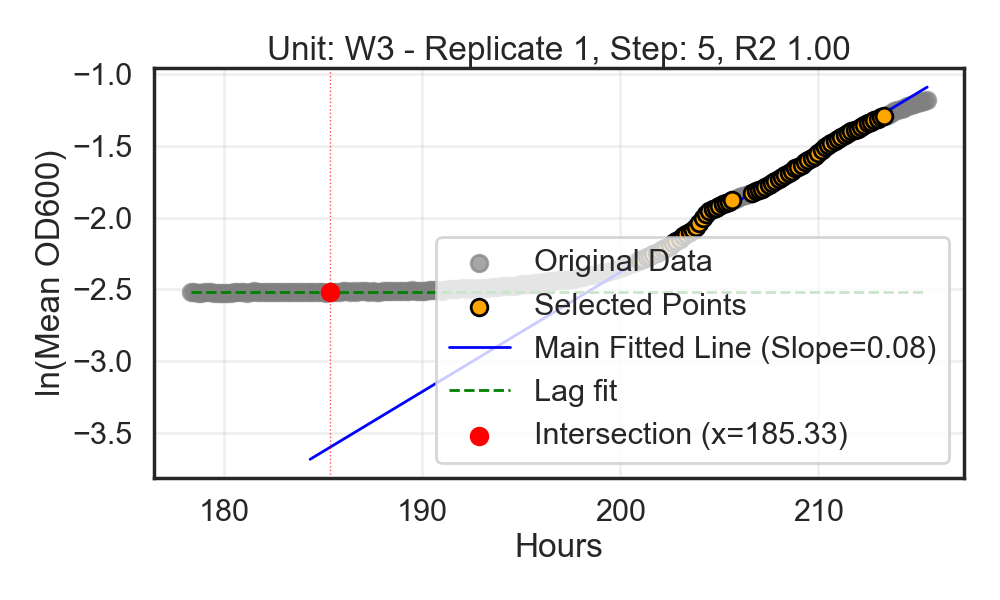 Unit: W3 - Replicate 1, Step: 5, R2 1.00
−1.0
−1.5
−2.0
−2.5
−3.0
−3.5
ln(Mean OD600)
Original Data
Selected Points
Main Fitted Line (Slope=0.08)
Lag fit
Intersection (x=185.33)
180 190 200 210
Hours